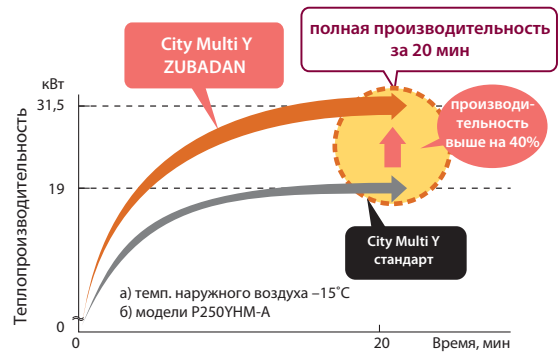 City Multi Y
ZUBADAN
полная производительность
за 20 мин
кВт
31,5
производи-
тельность
выше на 40%
Теплопроизводительность
19
City Multi Y
стандарт
а) темп. наружного воздуха –15˚C
б) модели P250YHM-A
0
0
20
Время, мин